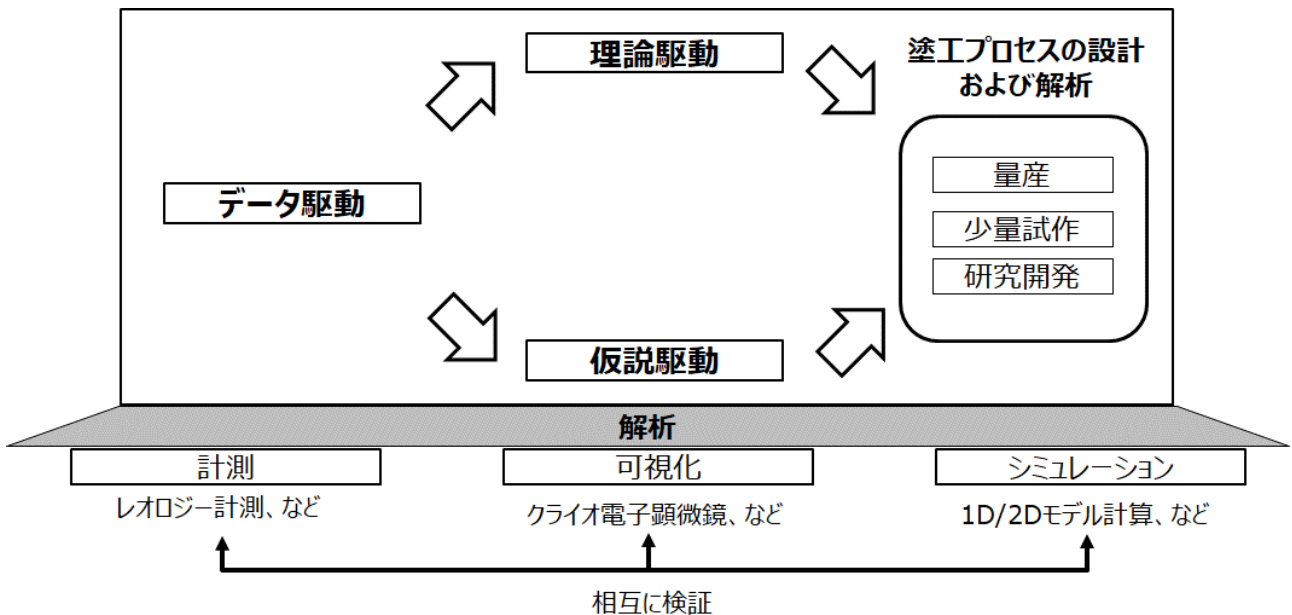 理論駆動
塗工プロセスの設計
および解析
データ駆動
量産
少量試作
研究開発
仮説駆動
解析
計測
可視化
シミュレーション
レオロジー計測、など
クライオ電子顕微鏡、など
1D/2Dモデル計算、など
相互に検証